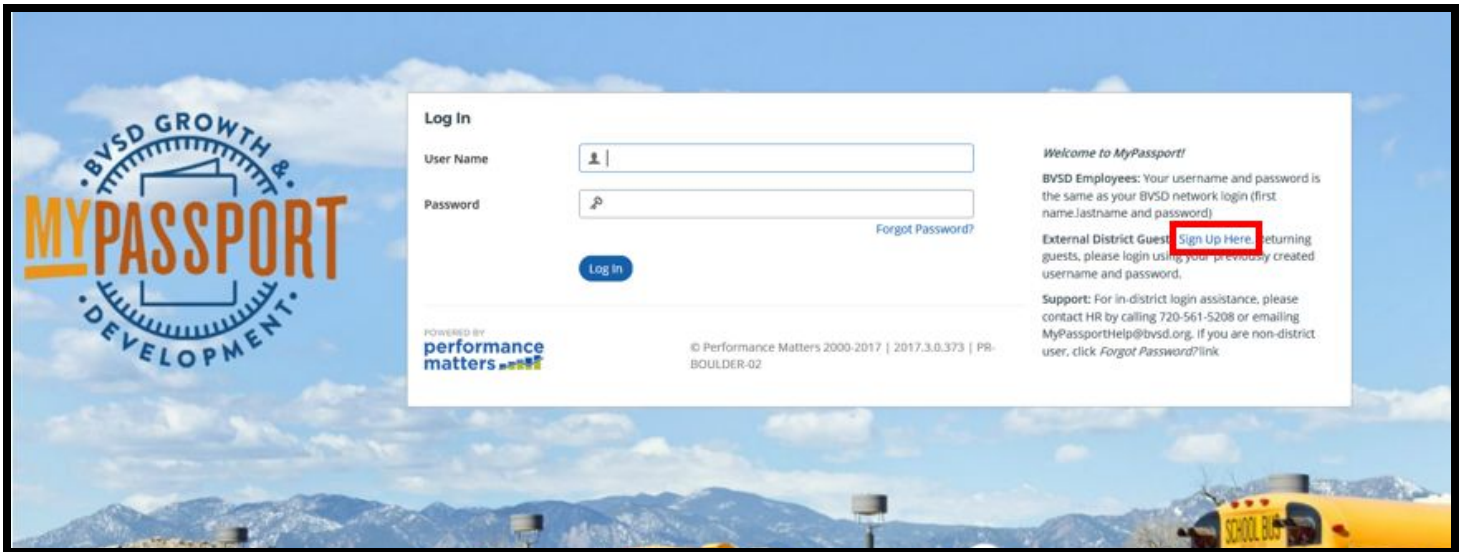 BVSD GROWTH &
MYPASSPORT
DEVELOPMENT
Log In
User Name
Password
Forgot Password?
Log In
POWERED BY
performance
matters
© Performance Matters 2000-2017 | 2017.3.0.373 | PR-
BOULDER-02
Welcome to MyPassport!
BVSD Employees: Your username and password is
the same as your BVSD network login (first
name.lastname and password)
External District Guest Sign Up Here. eturning
guests, please login using your previously created
username and password.
Support: For in-district login assistance, please
contact HR by calling 720-561-5208 or emailing
MyPassportHelp@bvsd.org. If you are non-district
user, click Forgot Password? link
SCHOOL BUS